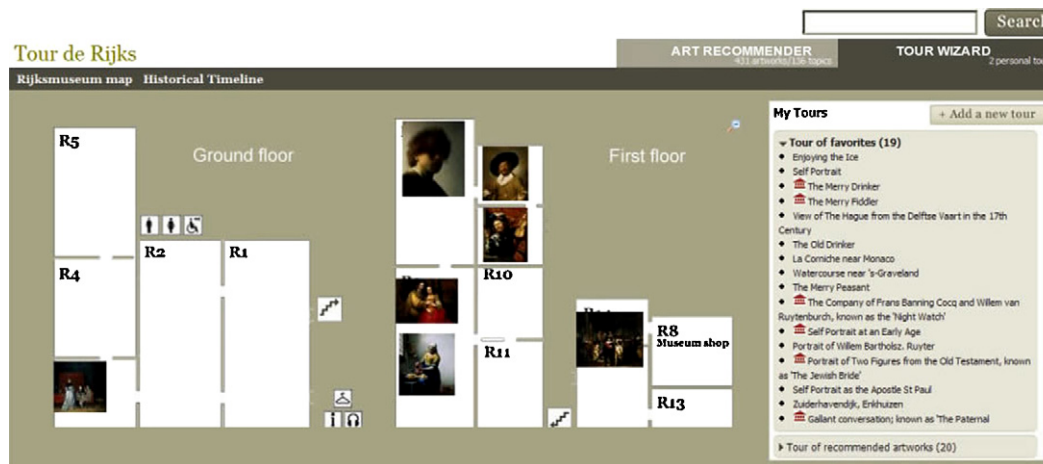 Search
Tour de Rijks
ART RECOMMENDER
431 artworks/136 topics
TOUR WIZARD
2 personal tou
Rijksmuseum map Historical Timeline
R5
Ground floor
R4
R2
R1
First floor
R10
R11
R8
Museum shop
R13
My Tours
+ Add a new tour
Tour of favorites (19)
Enjoying the Ice
Self Portrait
The Merry Drinker
The Merry Fiddler
View of The Hague from the Delftse Vaart in the 17th
Century
The Old Drinker
La Corniche near Monaco
Watercourse near 's-Graveland
The Merry Peasant
The Company of Frans Banning Cocq and Willem van
Ruytenburch, known as the 'Night Watch'
Self Portrait at an Early Age
Portrait of Willem Bartholsz. Ruyter
Portrait of Two Figures from the Old Testament, known
as 'The Jewish Bride'
Self Portrait as the Apostle St Paul
Zuiderhavendijk, Enkhuizen
Gallant conversation; known as 'The Paternal
Tour of recommended artworks (20)